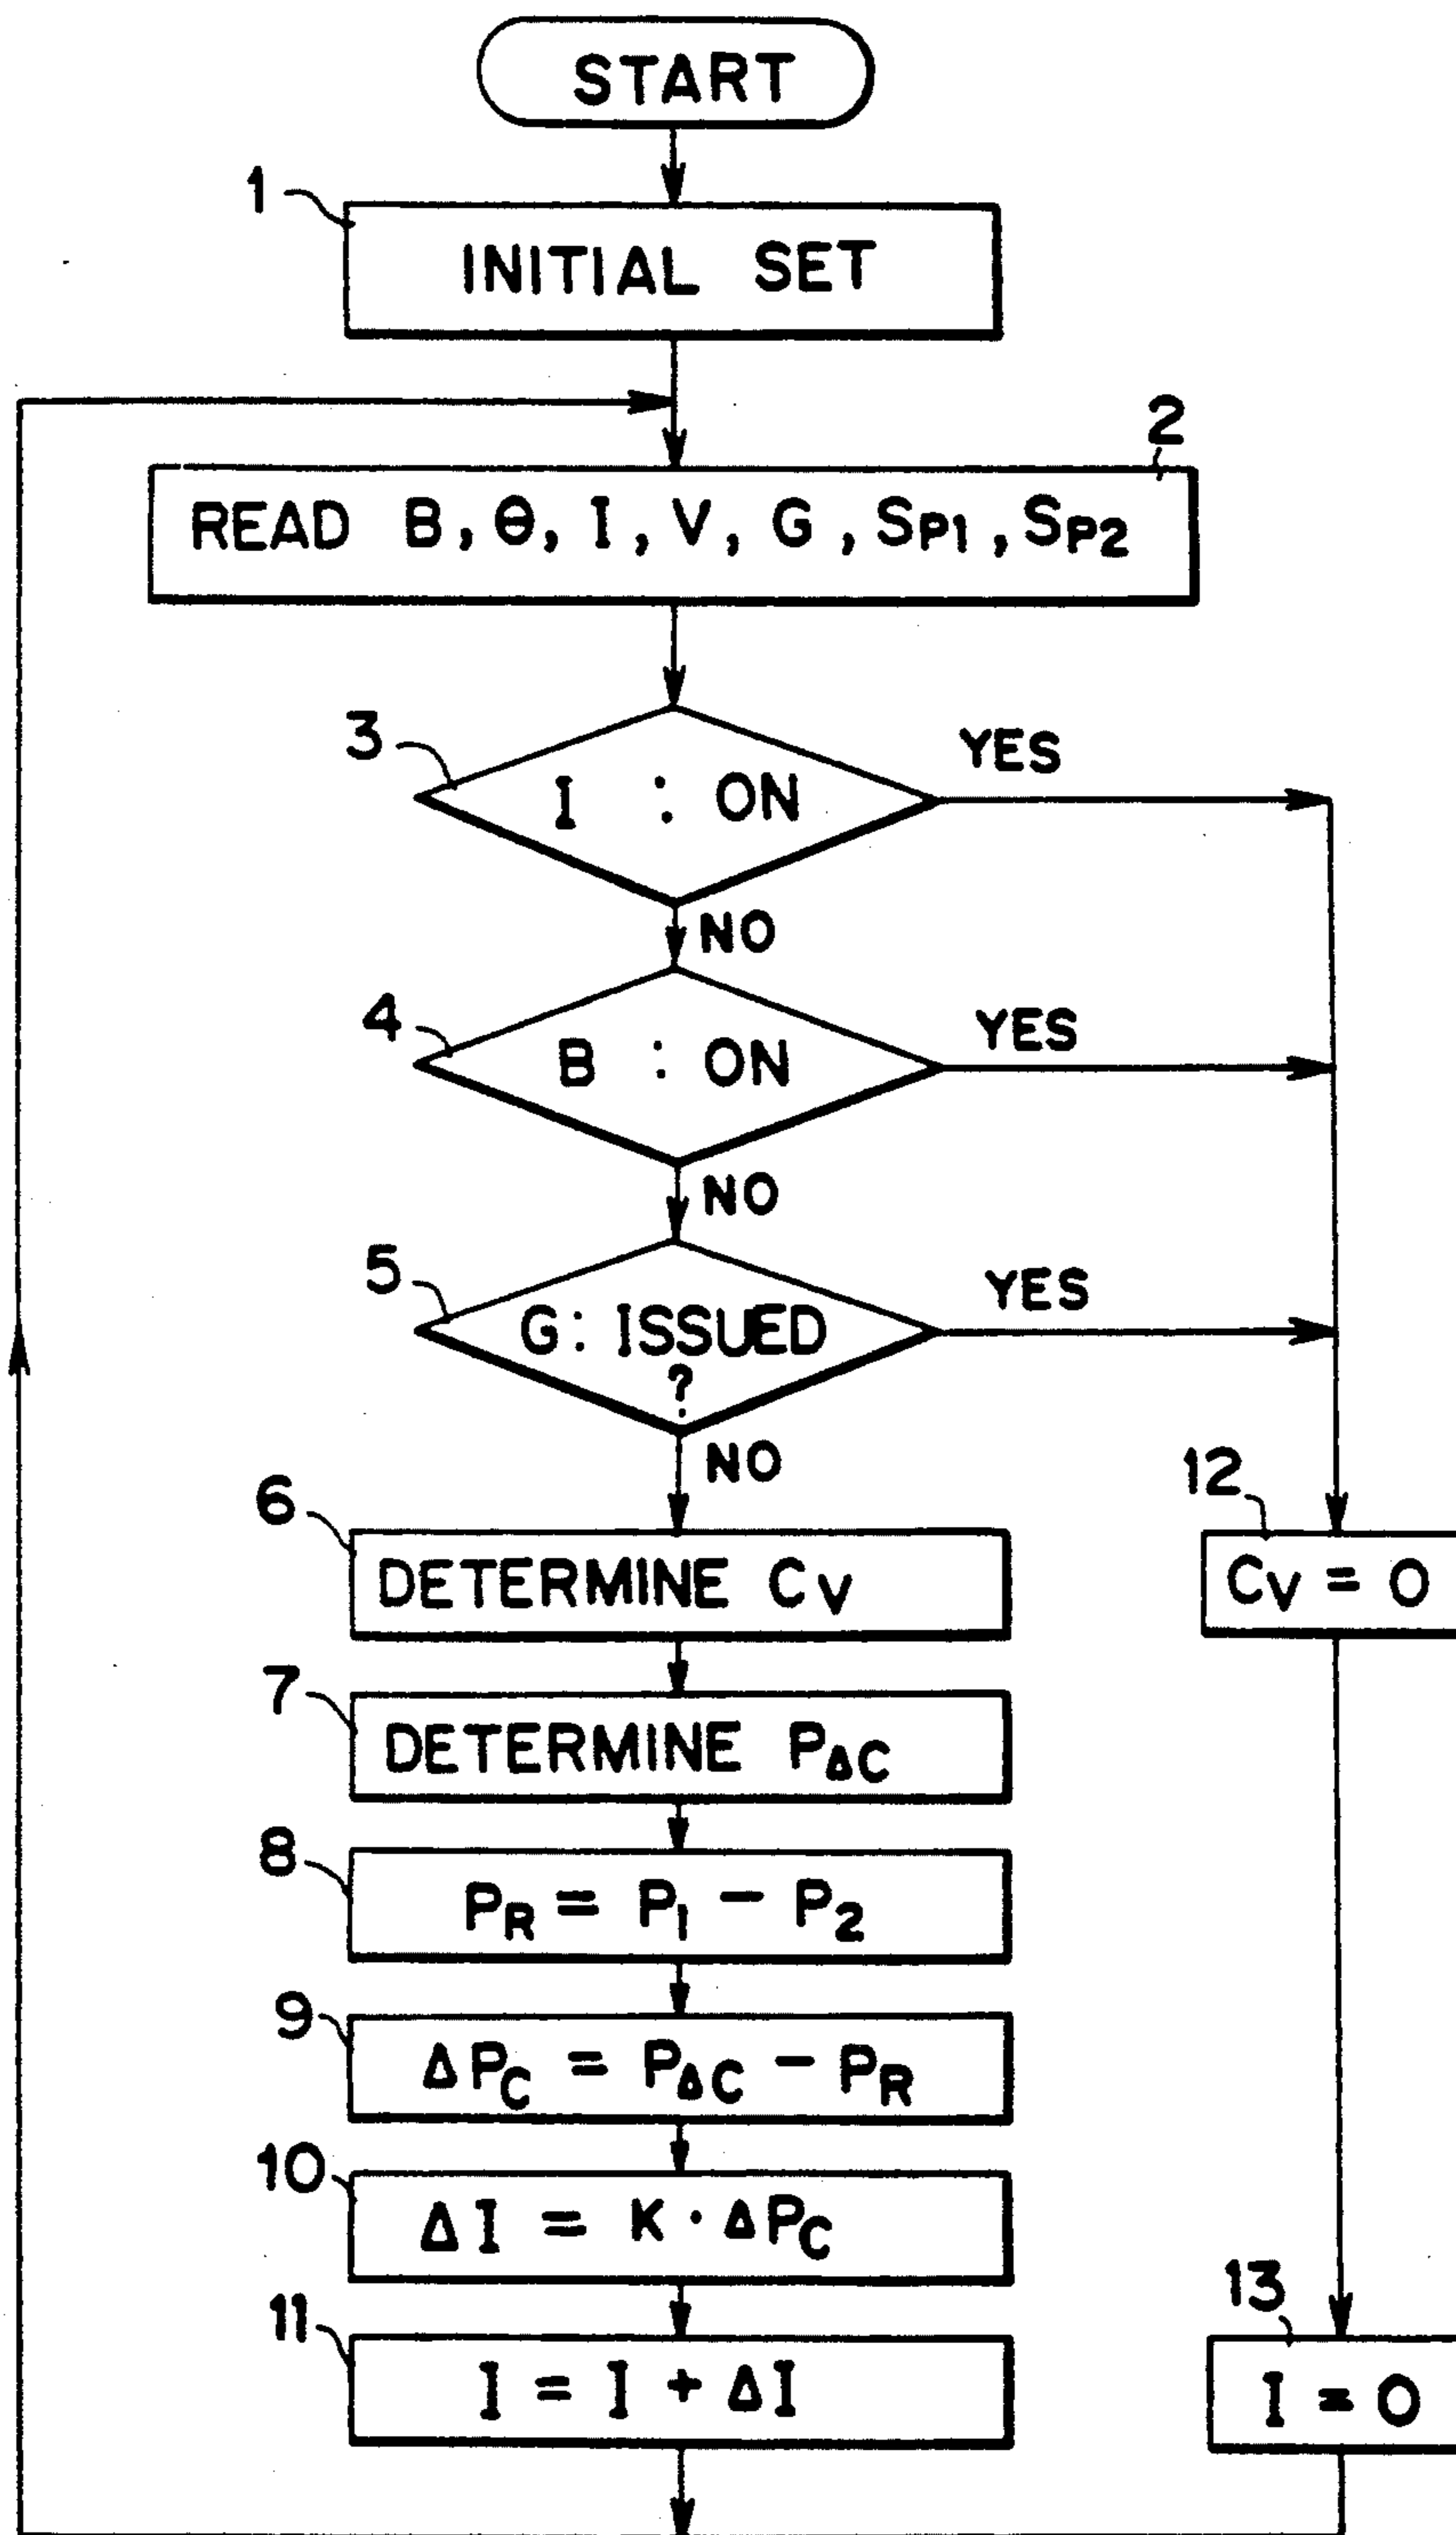 START
1
INITIAL SET
2
READ B, Θ, I, V, G, SP1, SP2
3
I : ON
YES
NO
4
B : ON
YES
NO
5
G: ISSUED
?
YES
NO
6
DETERMINE CV
12
CV = 0
7
DETERMINE PΔC
8
PR = P1 - P2
9
ΔPC = PΔC - PR
10
ΔI = K · ΔPC
11
I = I + ΔI
13
I = 0